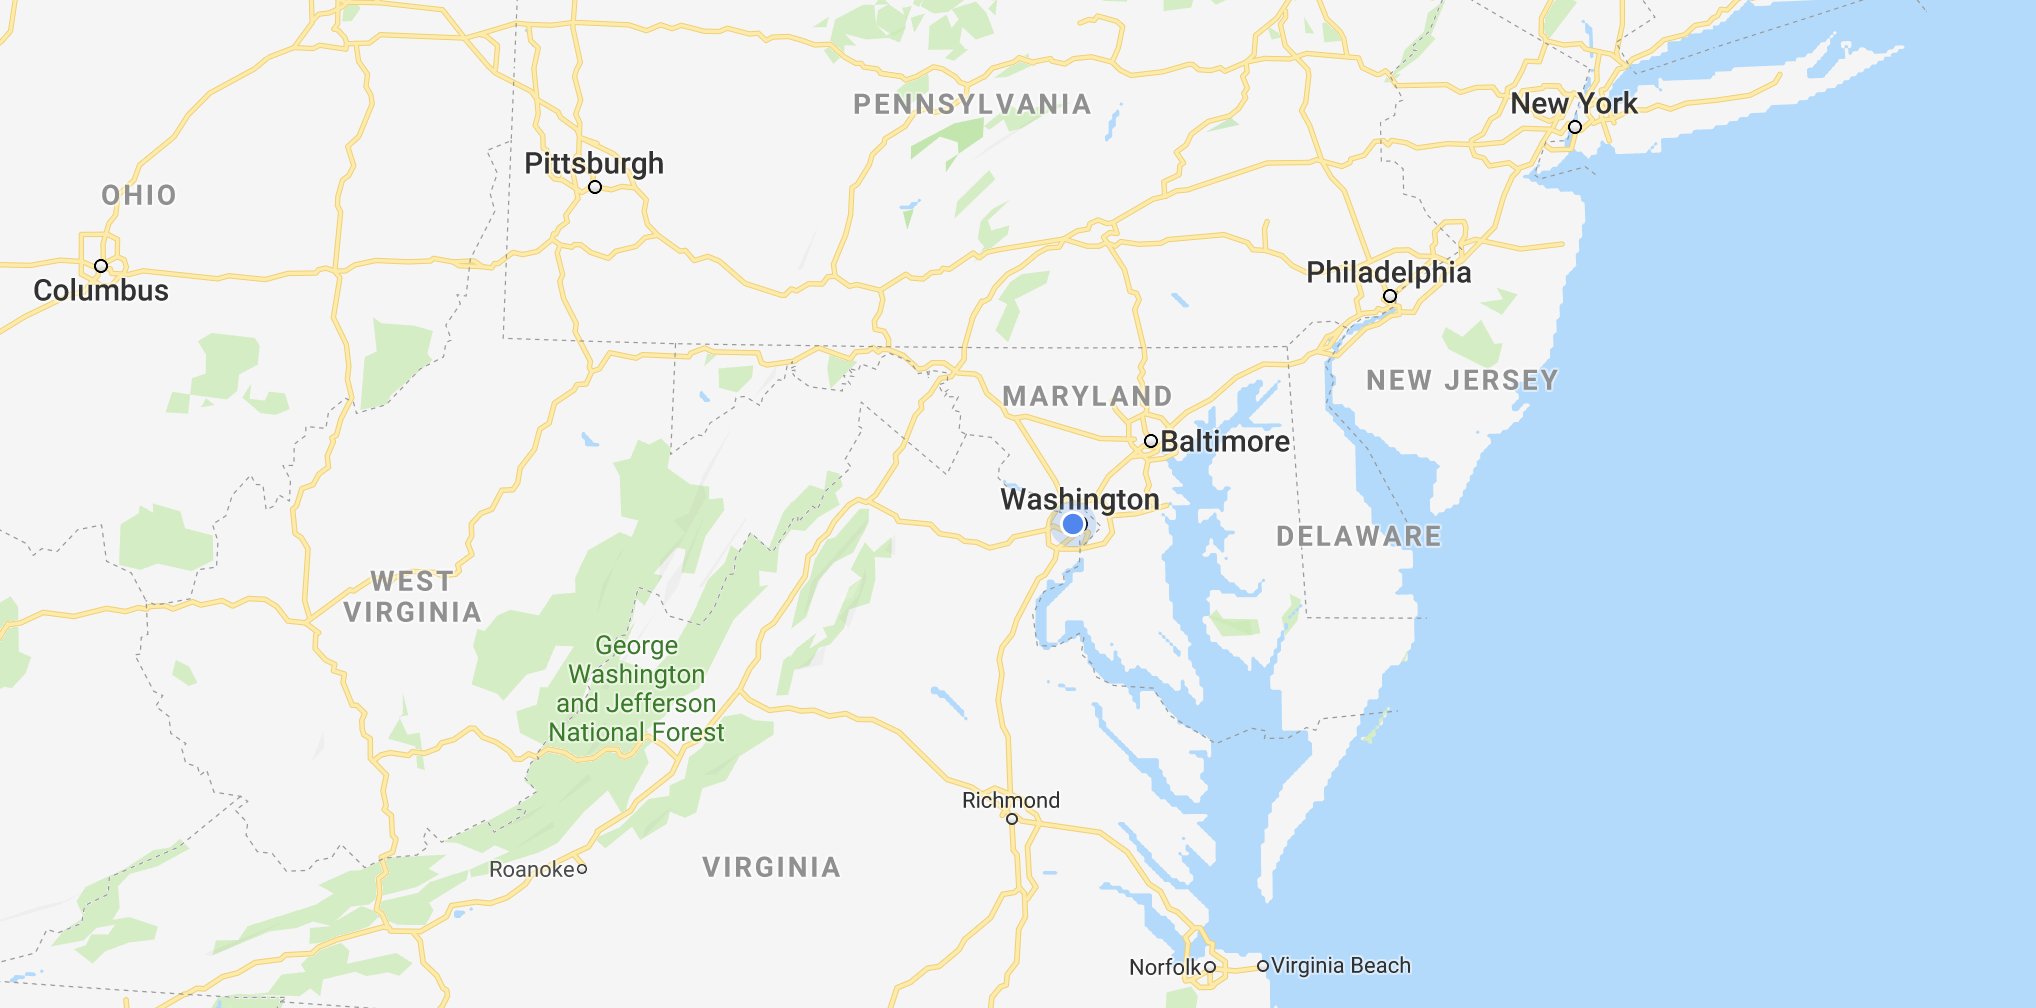 PENNSYLVANIA
New York
Pittsburgh
OHIO
Columbus
Philadelphia
MARYLAND
NEW JERSEY
Baltimore
Washington
DELAWARE
WEST
VIRGINIA
George
Washington
and Jefferson
National Forest
Richmond
Roanoke
VIRGINIA
Norfolk
Virginia Beach